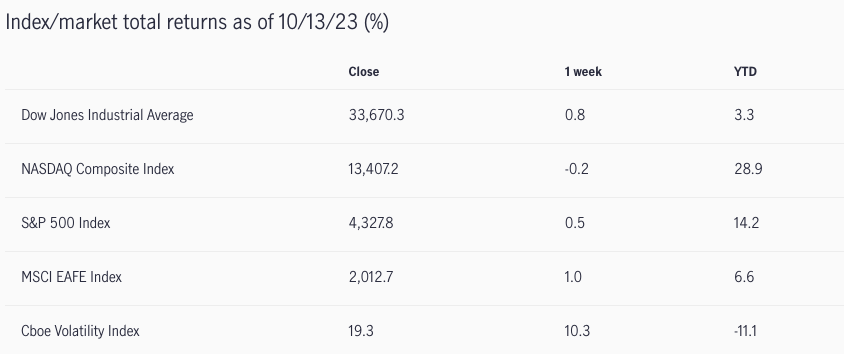 Index/market total returns as of 10/13/23 (%)
Close 1 week YTD
Dow Jones Industrial Average 33,670.3 0.8 3.3
NASDAQ Composite Index 13,407.2 -0.2 28.9
S&P 500 Index 4,327.8 0.5 14.2
MSCI EAFE Index 2,012.7 1.0 6.6
Cboe Volatility Index 19.3 10.3 -11.1